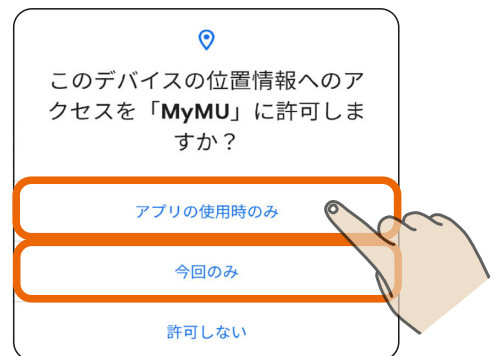 このデバイスの位置情報へのア
クセスを「MyMU」に許可しま
すか？
アプリの使用時のみ
今回のみ
許可しない